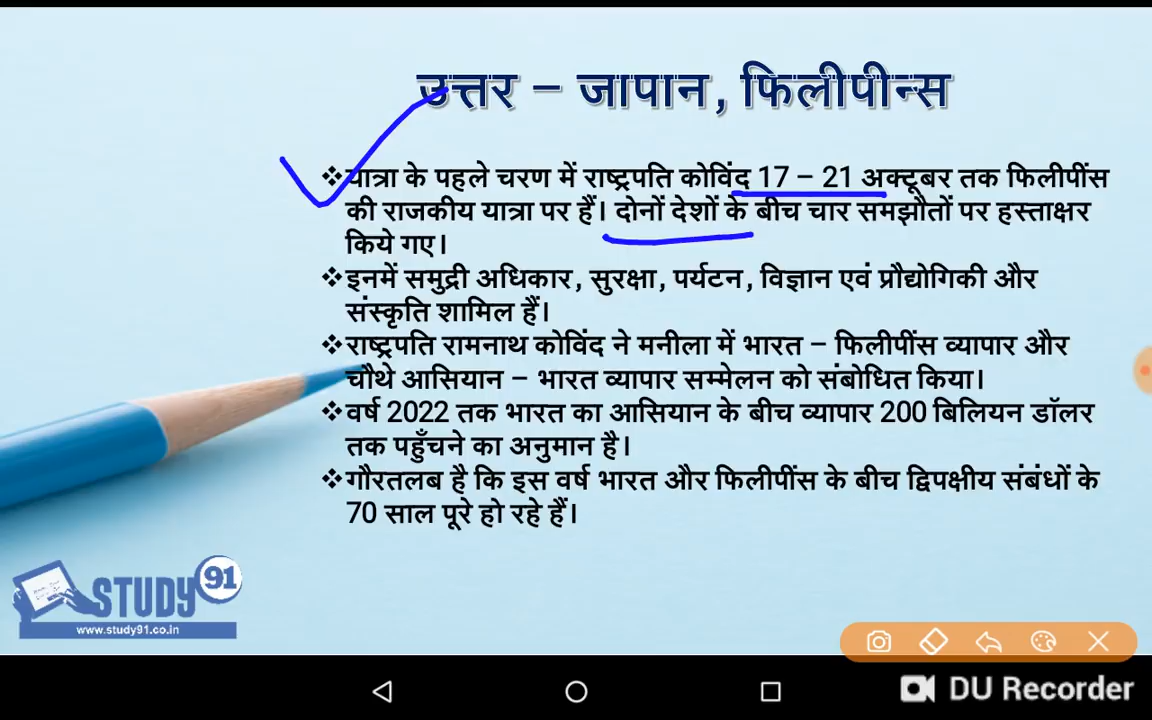 उत्तर – जापान, फिलीपीन्स
❖यात्रा के पहले चरण में राष्ट्रपति कोविंद 17 – 21 अक्टूबर तक फिलीपींस
की राजकीय यात्रा पर हैं। दोनों देशों के बीच चार समझौतों पर हस्ताक्षर
किये गए।
❖इनमें समुद्री अधिकार, सुरक्षा, पर्यटन, विज्ञान एवं प्रौद्योगिकी और
संस्कृति शामिल हैं।
❖राष्ट्रपति रामनाथ कोविंद ने मनीला में भारत – फिलीपींस व्यापार और
चौथे आसियान – भारत व्यापार सम्मेलन को संबोधित किया।
❖वर्ष 2022 तक भारत का आसियान के बीच व्यापार 200 बिलियन डॉलर
तक पहुँचने का अनुमान है।
❖गौरतलब है कि इस वर्ष भारत और फिलीपींस के बीच द्विपक्षीय संबंधों के
70 साल पूरे हो रहे हैं।
STUDY 91
www.study91.co.in
DU Recorder